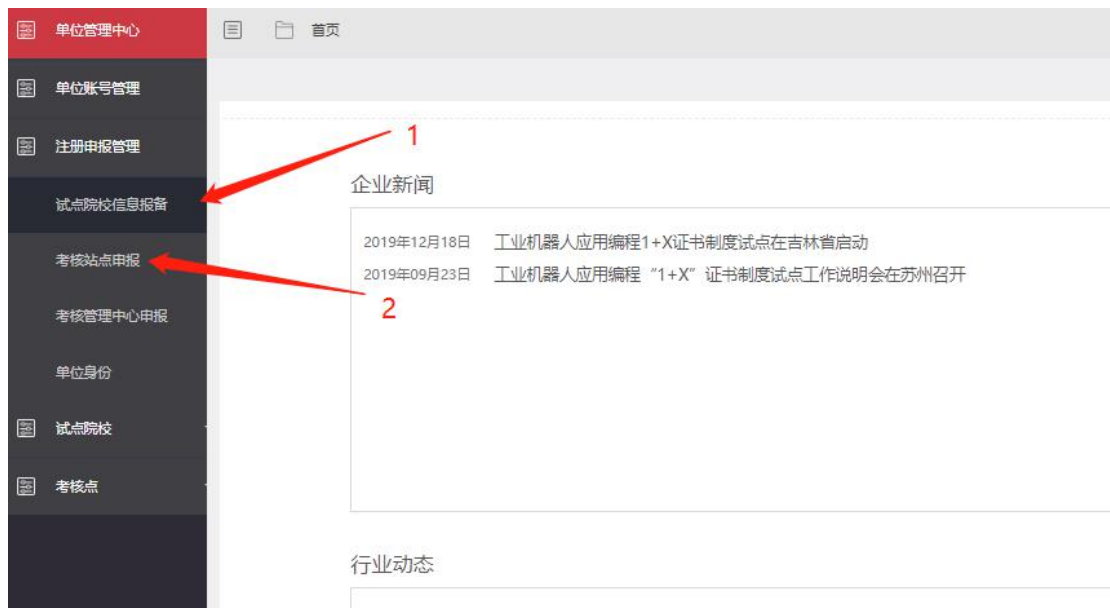 单位管理中心
首页
单位账号管理
注册申报管理
1
试点院校信息报备
企业新闻
2019年12月18日 工业机器人应用编程1+X证书制度试点在吉林省启动
考核站点申报
2019年09月23日 工业机器人应用编程“1+X”证书制度试点工作说明会在苏州召开
2
考核管理中心申报
单位身份
试点院校
考核点
行业动态